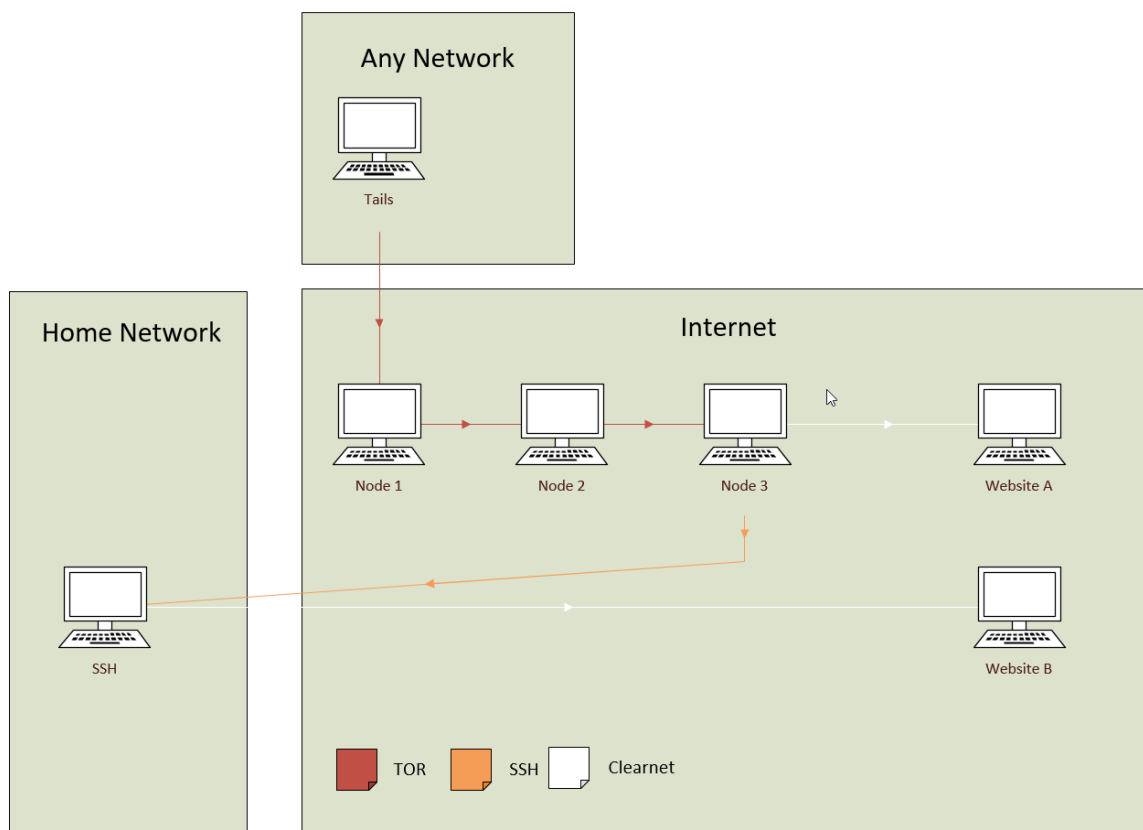 Any Network
Tails
Home Network
Internet
Node 1
Node 2
Node 3
Website A
SSH
Website B
TOR
SSH
Clearnet